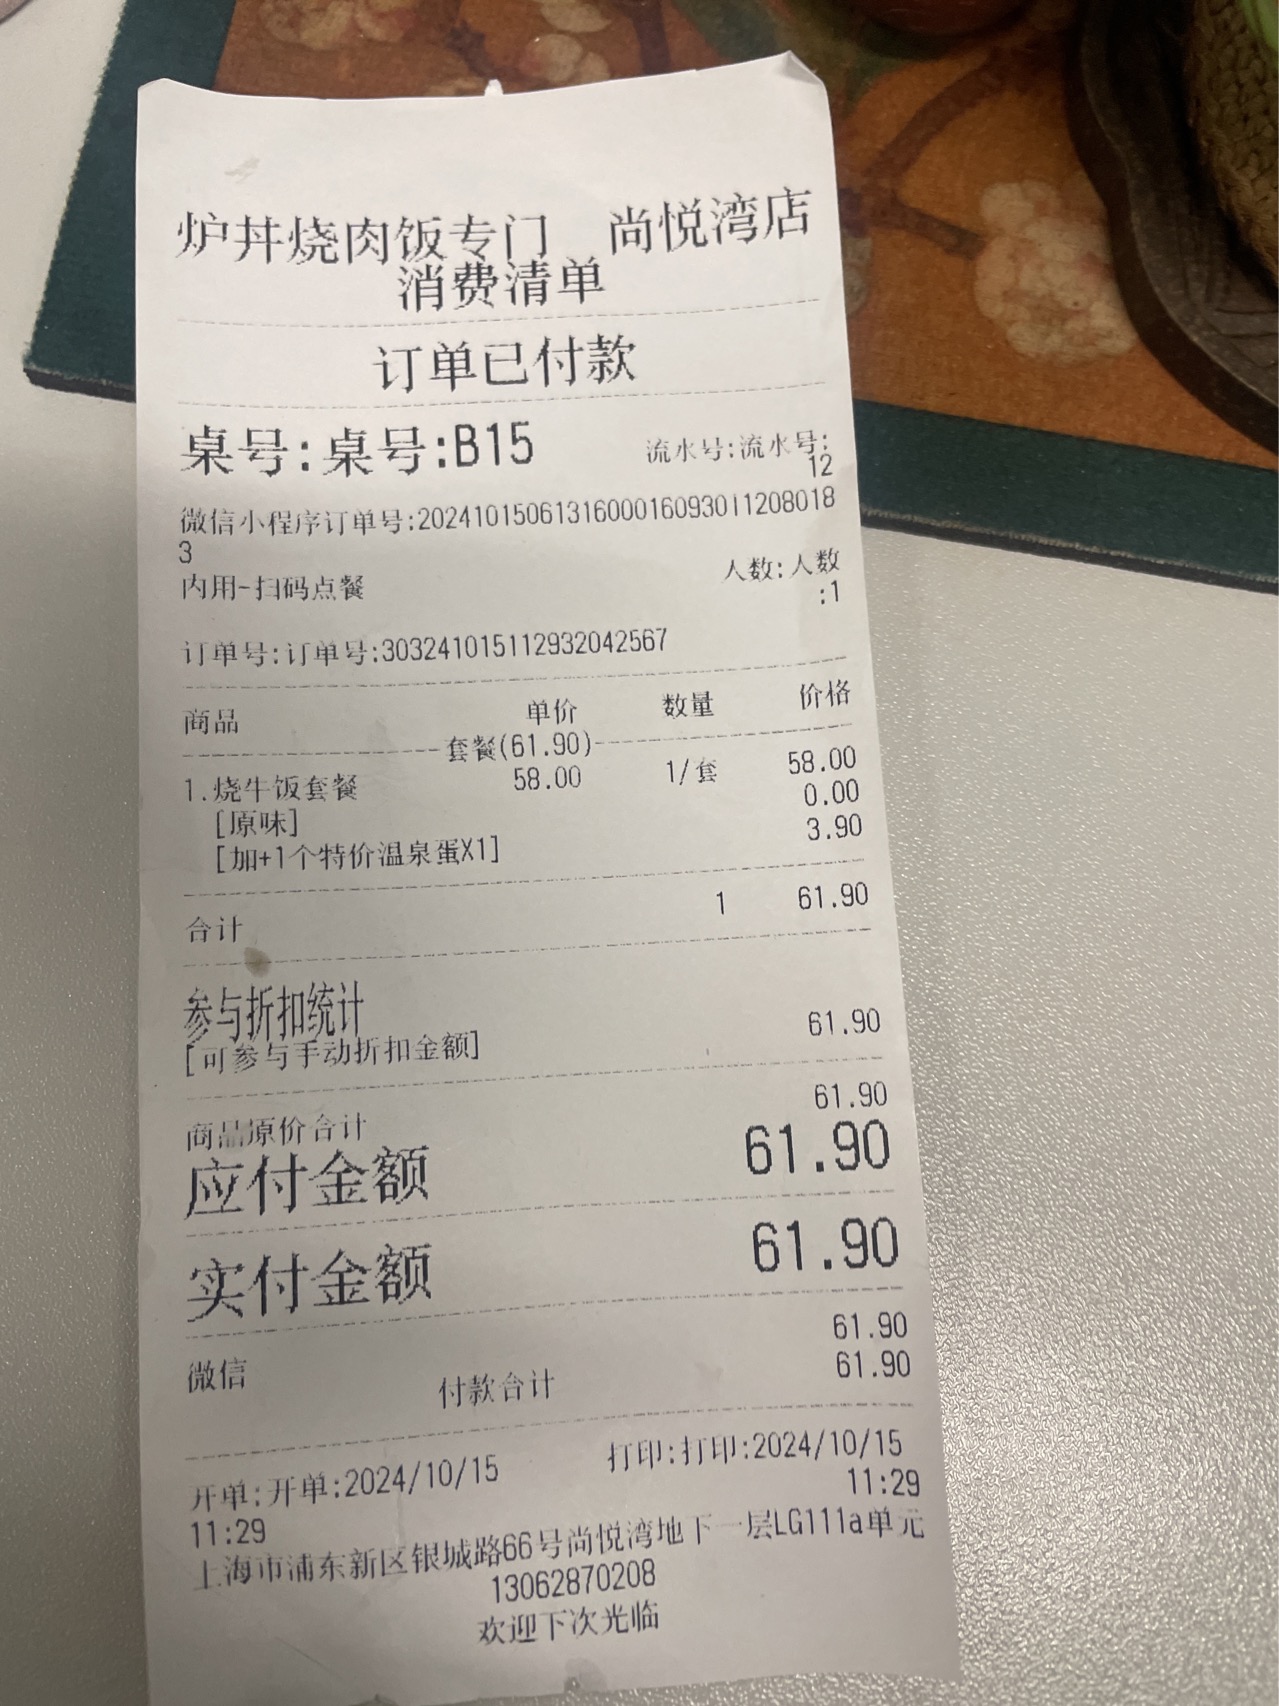 炉丼烧肉饭专门 尚悦湾店
消费清单
订单已付款
桌号:桌号:B15 流水号:流水号:
12
微信小程序订单号:2024101506131600016093011208018
3
内用-扫码点餐 人数:人数
:1
订单号:订单号:303241015112932042567
商品 单价 数量 价格
套餐(61.90)
1.烧牛饭套餐 58.00 1/套 58.00
[原味] 0.00
[加+1个特价温泉蛋X1] 3.90
合计 1 61.90
参与折扣统计
[可参与手动折扣金额] 61.90
商品原价合计 61.90
应付金额 61.90
实付金额 61.90
微信 61.90
付款合计 61.90
开单:开单:2024/10/15 打印:打印:2024/10/15
11:29 11:29
上海市浦东新区银城路66号尚悦湾地下一层LG111a单元
13062870208
欢迎下次光临